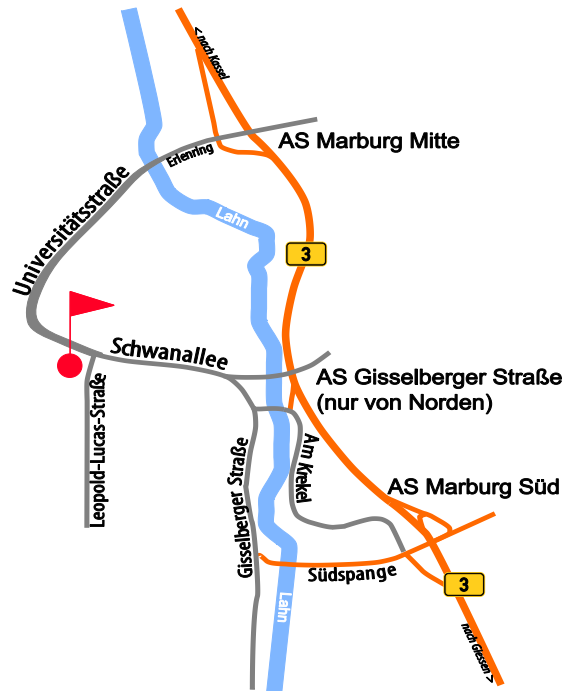 < nach Kassel
AS Marburg Mitte
Erlenring
Universitätsstraße
Lahn
3
Schwanallee
AS Gisselberger Straße
(nur von Norden)
Leopold-Lucas-Straße
Gisselberger Straße
Am Krekel
AS Marburg Süd
Südspange
3
Lahn
nach Giessen >